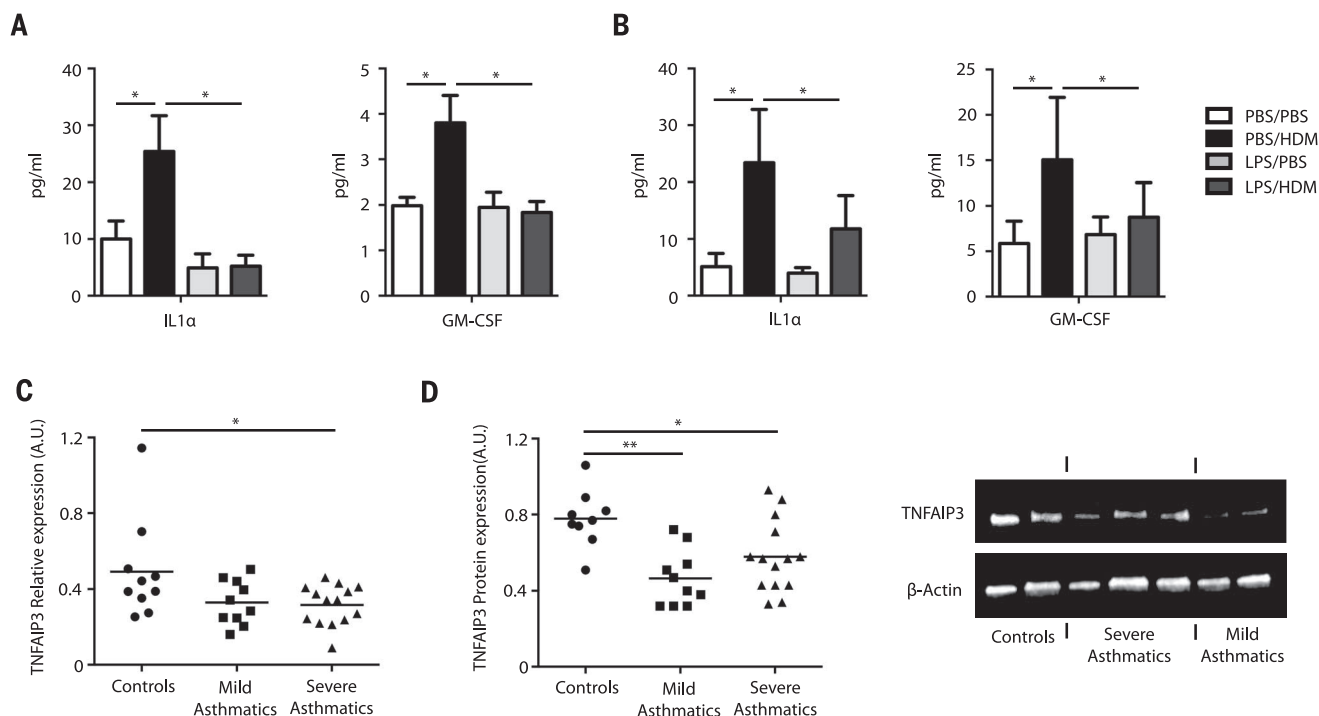 A
B
40
30
20
10
0
pg/ml
*
*
IL1α
5
4
3
2
1
0
pg/ml
*
*
GM-CSF
40
30
20
10
0
pg/ml
*
*
IL1α
25
20
15
10
5
0
pg/ml
*
*
GM-CSF
PBS/PBS
PBS/HDM
LPS/PBS
LPS/HDM
C
TNFAIP3 Relative expression (A.U.)
1.2
0.8
0.4
0
*
Controls
Mild
Asthmatics
Severe
Asthmatics
D
TNFAIP3 Protein expression(A.U.)
1.2
0.8
0.4
0
*
**
Controls
Mild
Asthmatics
Severe
Asthmatics
TNFAIP3
β-Actin
Controls
Severe
Asthmatics
Mild
Asthmatics